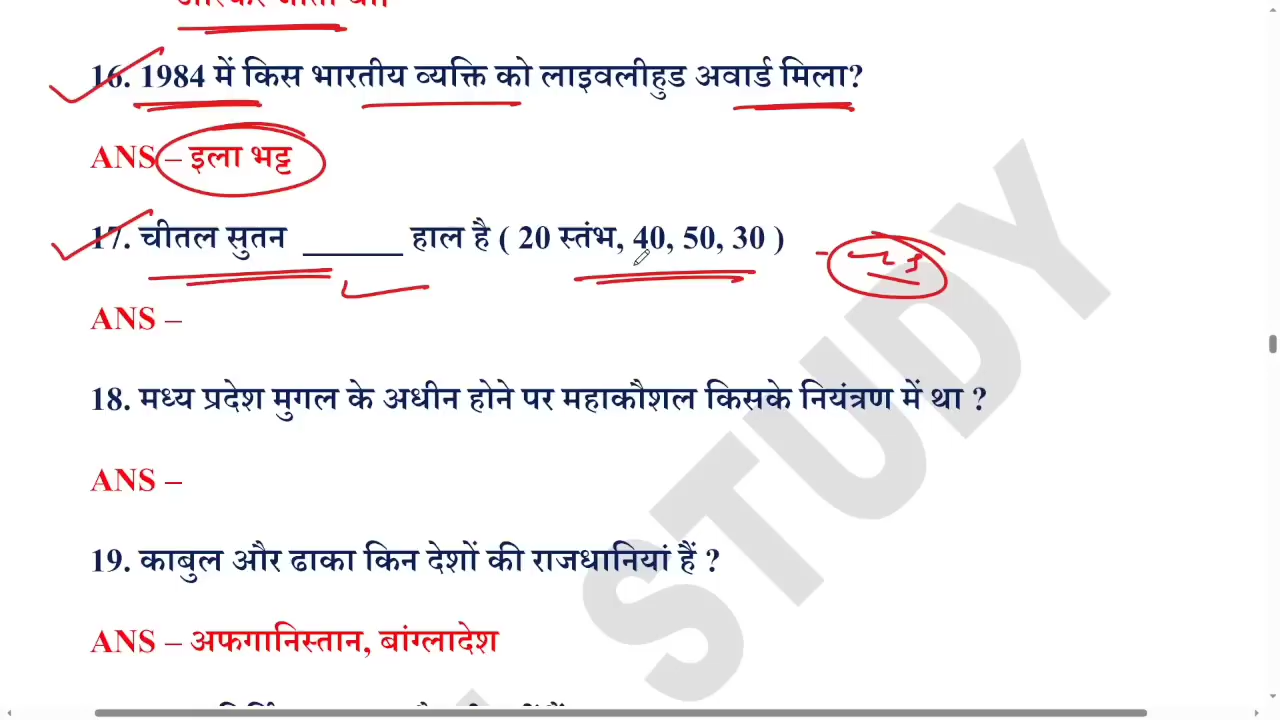 16. 1984 में किस भारतीय व्यक्ति को लाइवलीहुड अवार्ड मिला?
ANS – इला भट्ट
17. चीतल सुतन ______ हाल है ( 20 स्तंभ, 40, 50, 30 )
ANS –
18. मध्य प्रदेश मुगल के अधीन होने पर महाकौशल किसके नियंत्रण में था ?
ANS –
19. काबुल और ढाका किन देशों की राजधानियां हैं ?
ANS – अफगानिस्तान, बांग्लादेश
STUDY